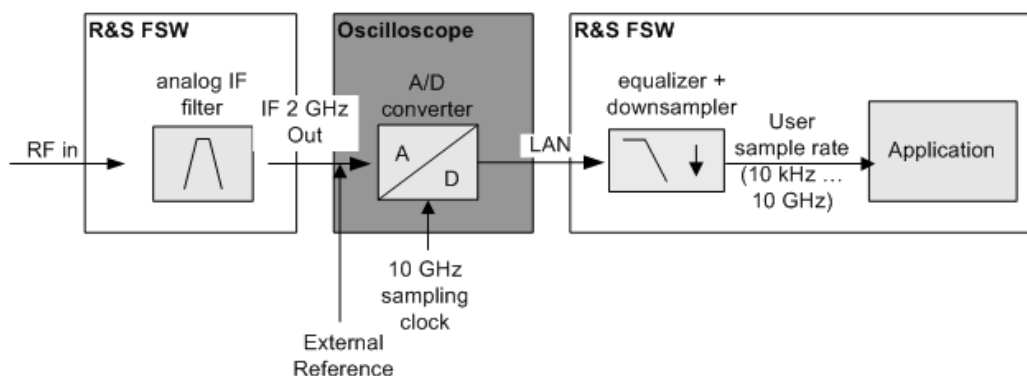 R&S FSW
Oscilloscope
R&S FSW
analog IF
filter
IF 2 GHz
Out
A/D
converter
equalizer +
downsampler
RF in
A
D
LAN
User
sample rate
(10 kHz ...
10 GHz)
Application
10 GHz
sampling
clock
External
Reference